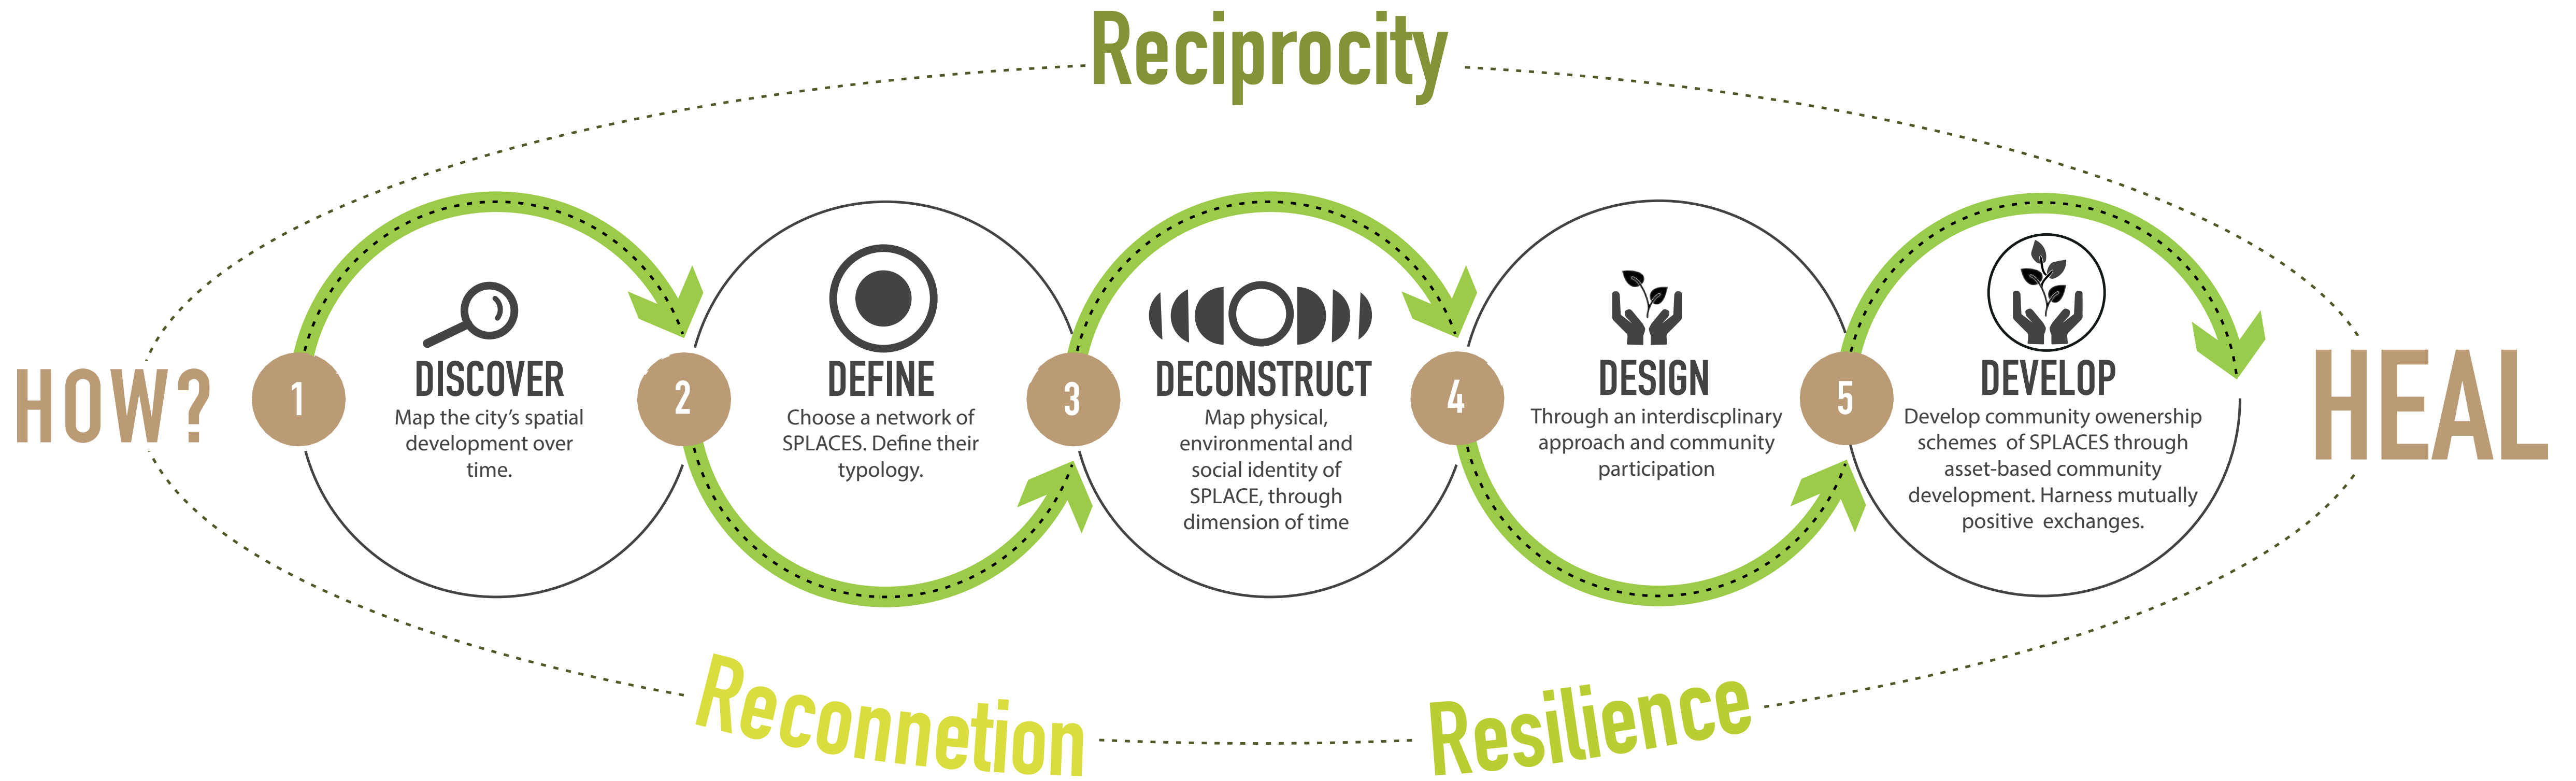 Reciprocity
HOW?
1
DISCOVER
Map the city’s spatial
development over
time.
2
DEFINE
Choose a network of
SPLACES. Define their
typology.
3
DECONSTRUCT
Map physical,
environmental and
social identity of
SPLACE, through
dimension of time
4
DESIGN
Through an interdiscplinary
approach and community
participation
5
DEVELOP
Develop community owenership
schemes of SPLACES through
asset-based community
development. Harness mutually
positive exchanges.
HEAL
Reconnetion
Resilience